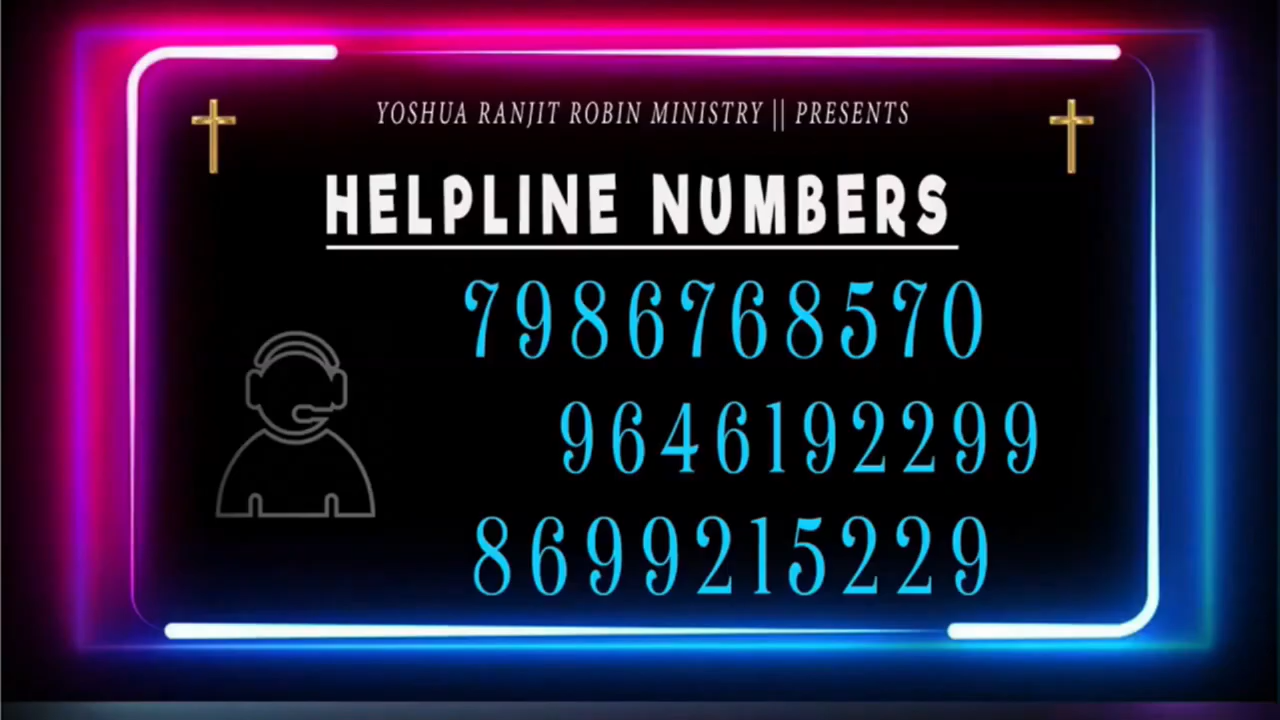 YOSHUA RANJIT ROBIN MINISTRY || PRESENTS
HELPLINE NUMBERS
7986768570
9646192299
8699215229